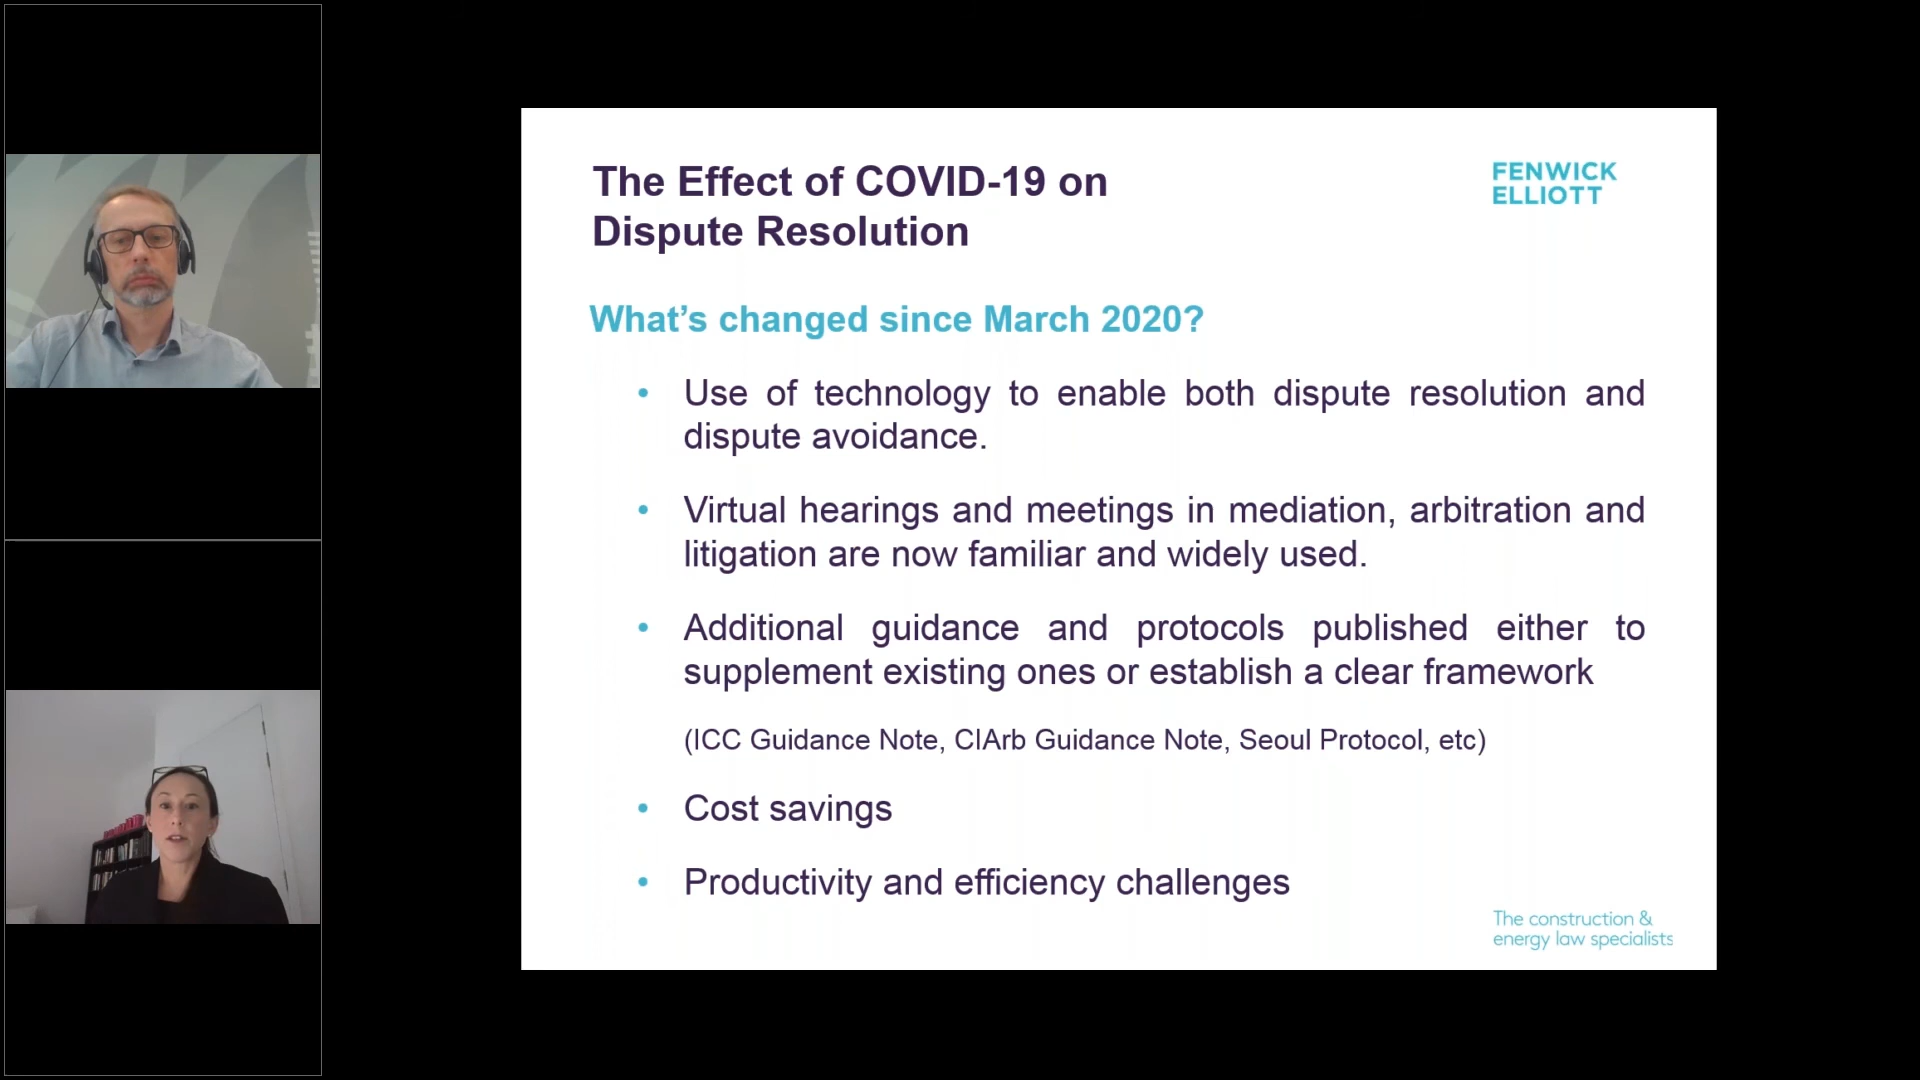 The Effect of COVID-19 on
Dispute Resolution
FENWICK
ELLIOTT
What’s changed since March 2020?
• Use of technology to enable both dispute resolution and
dispute avoidance.
• Virtual hearings and meetings in mediation, arbitration and
litigation are now familiar and widely used.
• Additional guidance and protocols published either to
supplement existing ones or establish a clear framework
(ICC Guidance Note, CIArb Guidance Note, Seoul Protocol, etc)
• Cost savings
• Productivity and efficiency challenges
The construction &
energy law specialists